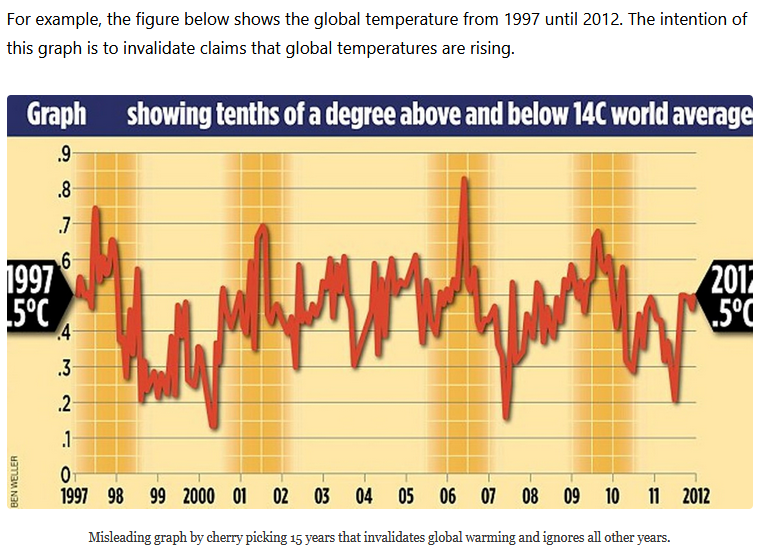 For example, the figure below shows the global temperature from 1997 until 2012. The intention of
this graph is to invalidate claims that global temperatures are rising.
Graph showing tenths of a degree above and below 14C world average
.9
.8
.7
.6
1997
.5ºC
2012
.5ºC
.4
.3
.2
.1
0
BEN WELLER
1997 98 99 2000 01 02 03 04 05 06 07 08 09 10 11 2012
Misleading graph by cherry picking 15 years that invalidates global warming and ignores all other years.